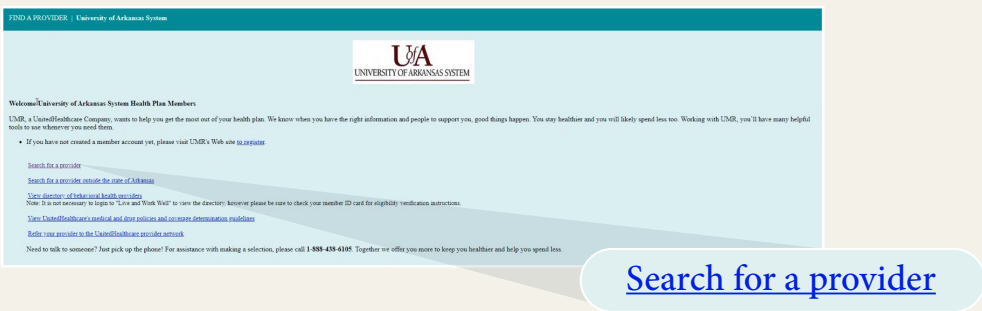 FIND A PROVIDER | University of Arkansas System
UofA
UNIVERSITY OF ARKANSAS SYSTEM
Welcome University of Arkansas System Health Plan Members
UMR, a UnitedHealthcare Company, wants to help you get the most out of your health plan. We know when you have the right information and people to support you, good things happen. You stay healthier and you will likely spend less too. Working with UMR, you'll have many helpful
tools to use whenever you need them.
• If you have not created a member account yet, please visit UMR's Web site to register.
Search for a provider
Search for a provider outside the state of Arkansas
View directory of behavioral health providers
Note: It is not necessary to login to "Live and Work Well" to view the directory, however please be sure to check your member ID card for eligibility verification instructions.
View UnitedHealthcare's medical and drug policies and coverage determination guidelines
Refer your provider to the UnitedHealthcare provider network
Need to talk to someone? Just pick up the phone! For assistance with making a selection, please call 1-888-438-6105. Together we offer you more to keep you healthier and help you spend less.
Search for a provider